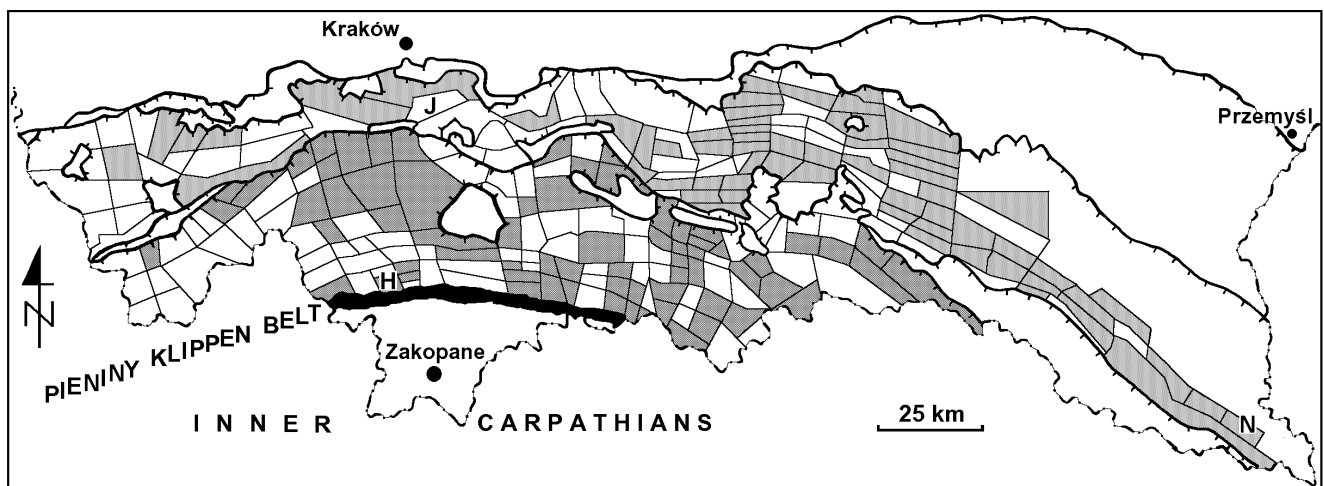 Kraków
J
Przemyśl
H
N
PIENINY KLIPPEN BELT
Zakopane
25 km
INNER CARPATHIANS
N